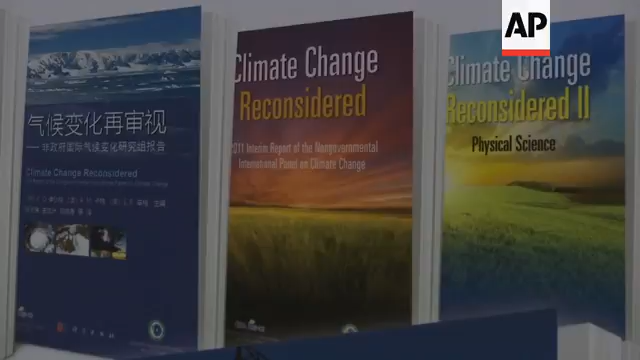 AP
气候变化再审视
—— 非政府国际气候变化研究组报告
Climate Change Reconsidered
Climate Change
Reconsidered
2011 Interim Report of the Nongovernmental
International Panel on Climate Change
Climate Change
Reconsidered II
Physical Science